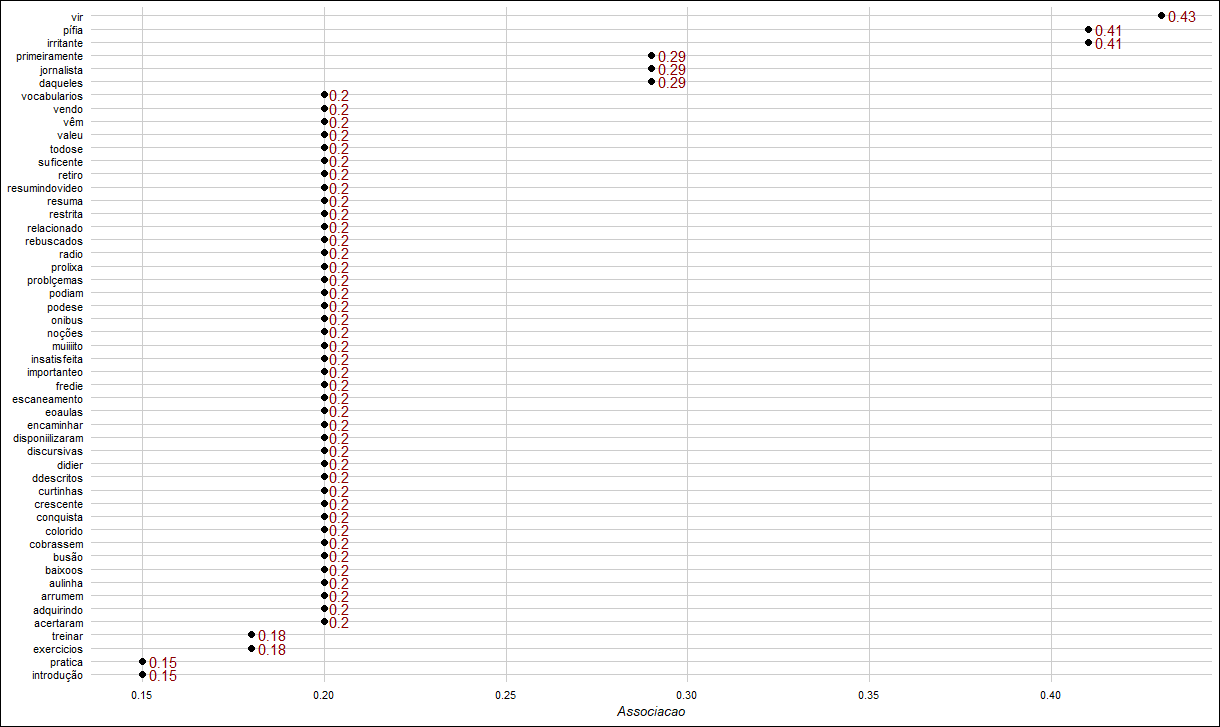 vir 0.43
pífia 0.41
irritante 0.41
primeiramente 0.29
jornalista 0.29
daqueles 0.29
vocabularios 0.2
vendo 0.2
vêm 0.2
valeu 0.2
todose 0.2
suficente 0.2
retiro 0.2
resumindovideo 0.2
resuma 0.2
restrita 0.2
relacionado 0.2
rebuscados 0.2
radio 0.2
prolixa 0.2
problçemas 0.2
podiam 0.2
podese 0.2
onibus 0.2
noções 0.2
muiiiito 0.2
insatisfeita 0.2
importanteo 0.2
fredie 0.2
escaneamento 0.2
eoaulas 0.2
encaminhar 0.2
disponiilizaram 0.2
discursivas 0.2
didier 0.2
ddescritos 0.2
curtinhas 0.2
crescente 0.2
conquista 0.2
colorido 0.2
cobrassem 0.2
busão 0.2
baixoos 0.2
aulinha 0.2
arrumem 0.2
adquirindo 0.2
acertaram 0.2
treinar 0.18
exercicios 0.18
pratica 0.15
introdução 0.15
0.15 0.20 0.25 0.30 0.35 0.40
Associacao